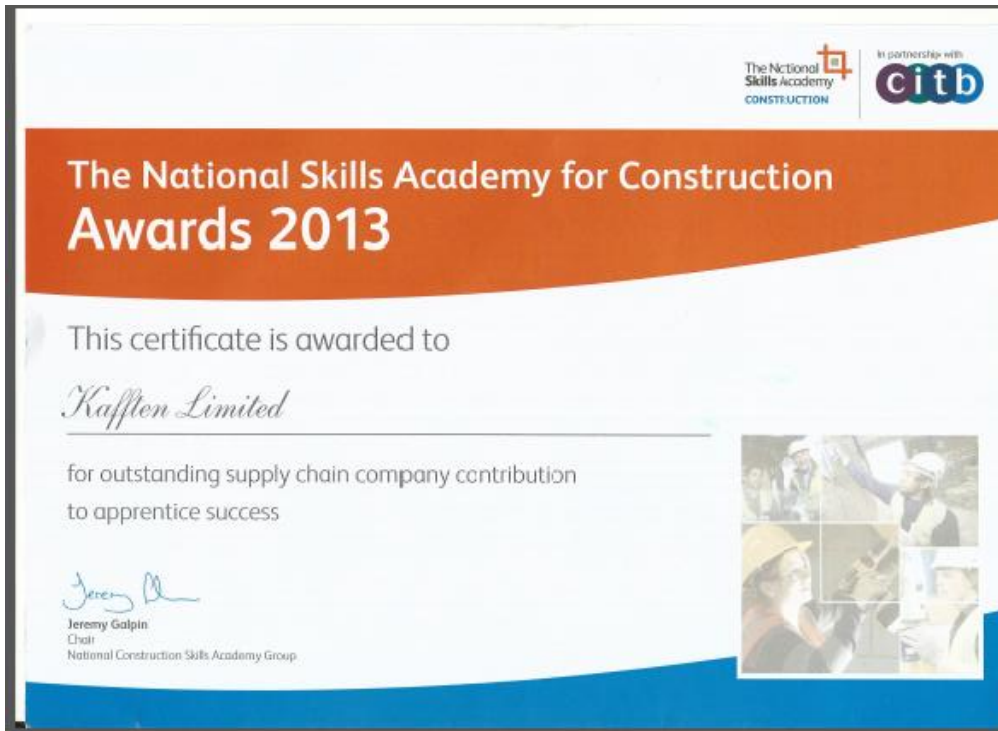 The National
Skills Academy
CONSTRUCTION
In partnership with
citb
The National Skills Academy for Construction
Awards 2013
This certificate is awarded to
Kafften Limited
for outstanding supply chain company contribution
to apprentice success
Jeremy Galpin
Chair
National Construction Skills Academy Group